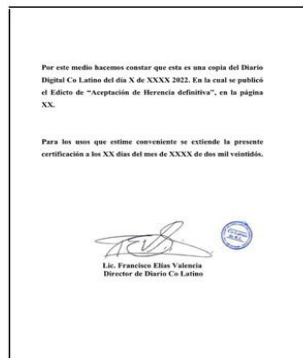 Por este medio hacemos constar que esta es una copia del Diario
Digital Co Latino del día X de XXXX 2022. En la cual se publicó
el Edicto de “Aceptación de Herencia definitiva”, en la página
XX.
Para los usos que estime conveniente se extiende la presente
certificación a los XX días del mes de XXXX de dos mil veintidós.
Lic. Francisco Elías Valencia
Director de Diario Co Latino